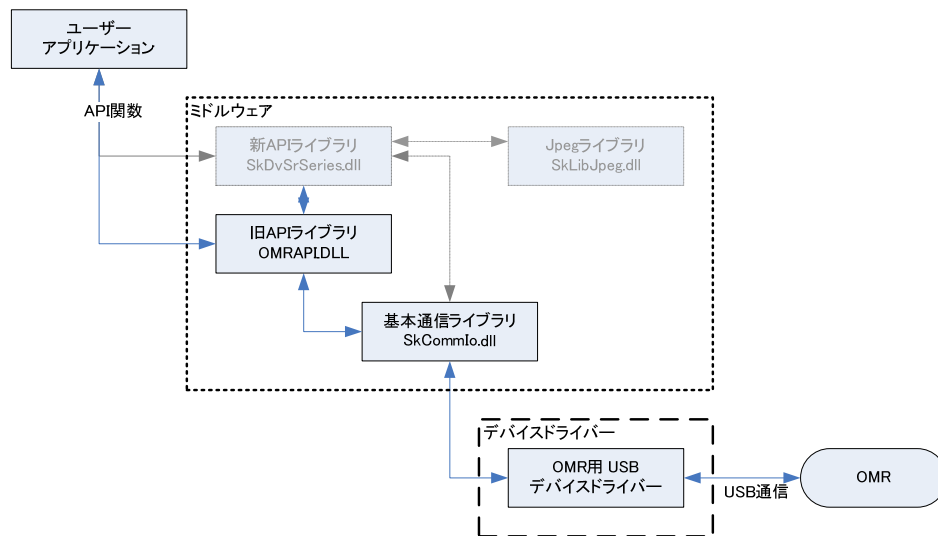 ユーザー
アプリケーション
API関数
ミドルウェア
新APIライブラリ
SkDvSrSeries.dll
Jpegライブラリ
SkLibJpeg.dll
旧APIライブラリ
OMRAPI.DLL
基本通信ライブラリ
SkCommIo.dll
デバイスドライバー
OMR用 USB
デバイスドライバー
USB通信
OMR